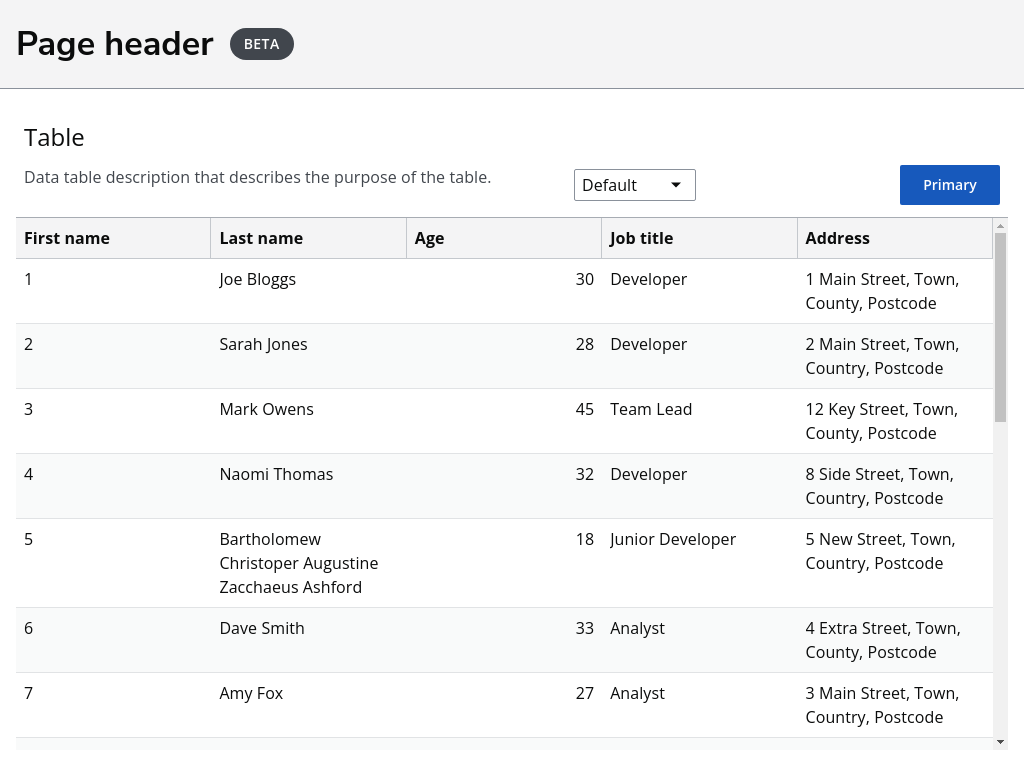 Page header BETA
Table
Data table description that describes the purpose of the table.
Default
Primary
First name Last name Age Job title Address
1 Joe Bloggs 30 Developer 1 Main Street, Town,
County, Postcode
2 Sarah Jones 28 Developer 2 Main Street, Town,
Country, Postcode
3 Mark Owens 45 Team Lead 12 Key Street, Town,
County, Postcode
4 Naomi Thomas 32 Developer 8 Side Street, Town,
Country, Postcode
5 Bartholomew 18 Junior Developer 5 New Street, Town,
Christoper Augustine Country, Postcode
Zacchaeus Ashford
6 Dave Smith 33 Analyst 4 Extra Street, Town,
County, Postcode
7 Amy Fox 27 Analyst 3 Main Street, Town,
Country, Postcode